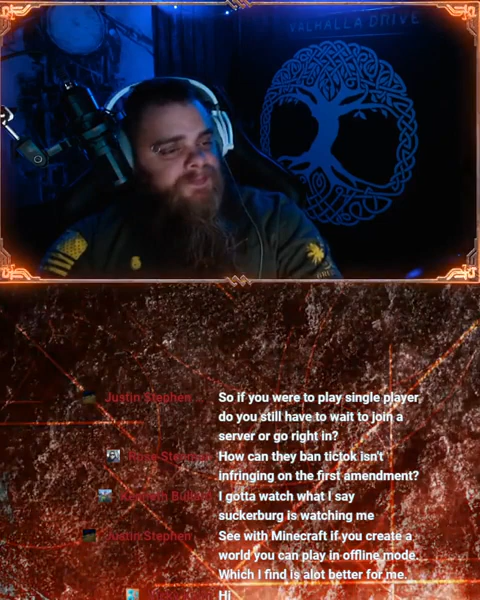 VALHALLA DRIVE
Justin Stephen
So if you were to play single player,
do you still have to wait to join a
server or go right in?
How can they ban tictok isn't
infringing on the first amendment?
I gotta watch what I say
suckerburg is watching me
Justin Stephen
See with Minecraft if you create a
world you can play in offline mode.
Which I find is alot better for me.
Hi